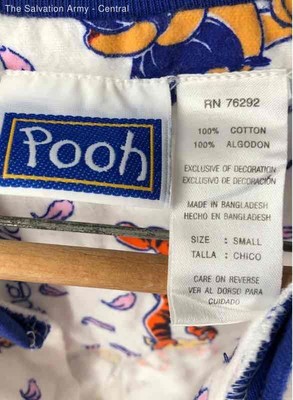 The Salvation Army - Central
Pooh
RN 76292
100% COTTON
100% ALGODON
EXCLUSIVE OF DECORATION
EXCLUSIVO DE DECORACIÓN
MADE IN BANGLADESH
HECHO EN BANGLADESH
SIZE : SMALL
TALLA : CHICO
CARE ON REVERSE
VER AL DORSO PARA
CUIDADO